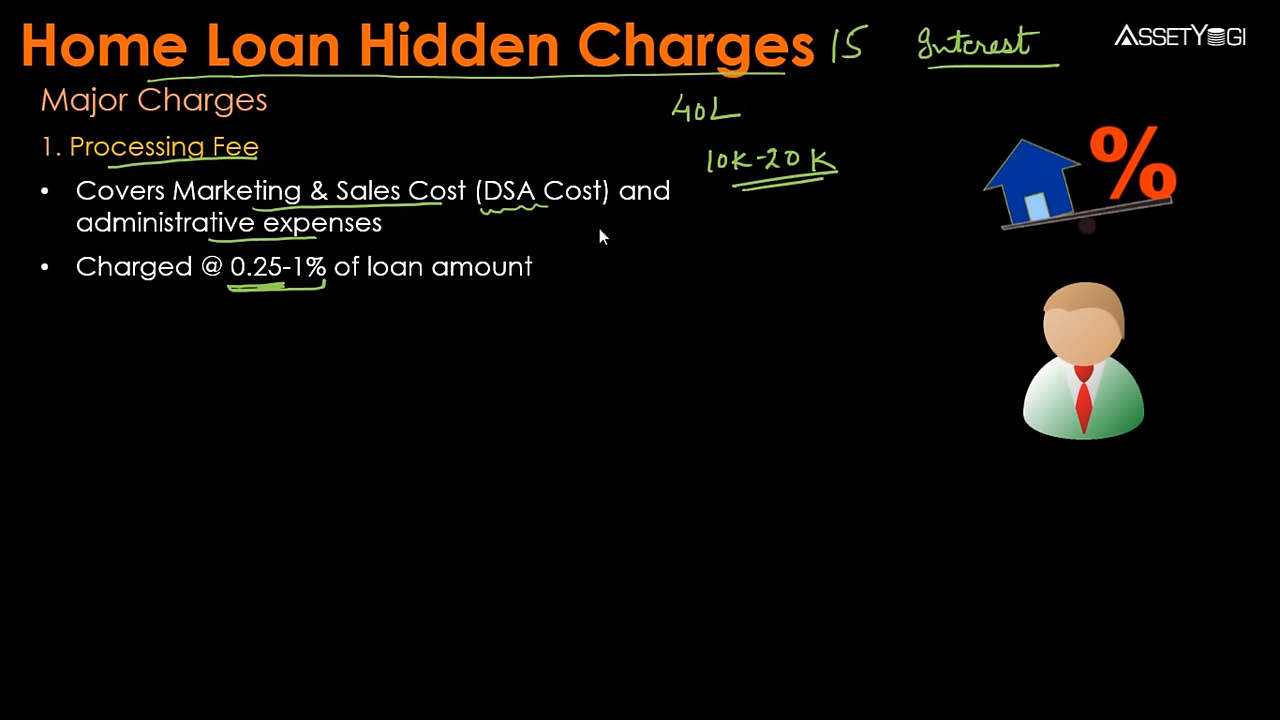 Home Loan Hidden Charges 15 Interest ASSETYOGI
Major Charges
40L
1. Processing Fee
10K-20K
%
• Covers Marketing & Sales Cost (DSA Cost) and
administrative expenses
• Charged @ 0.25-1% of loan amount